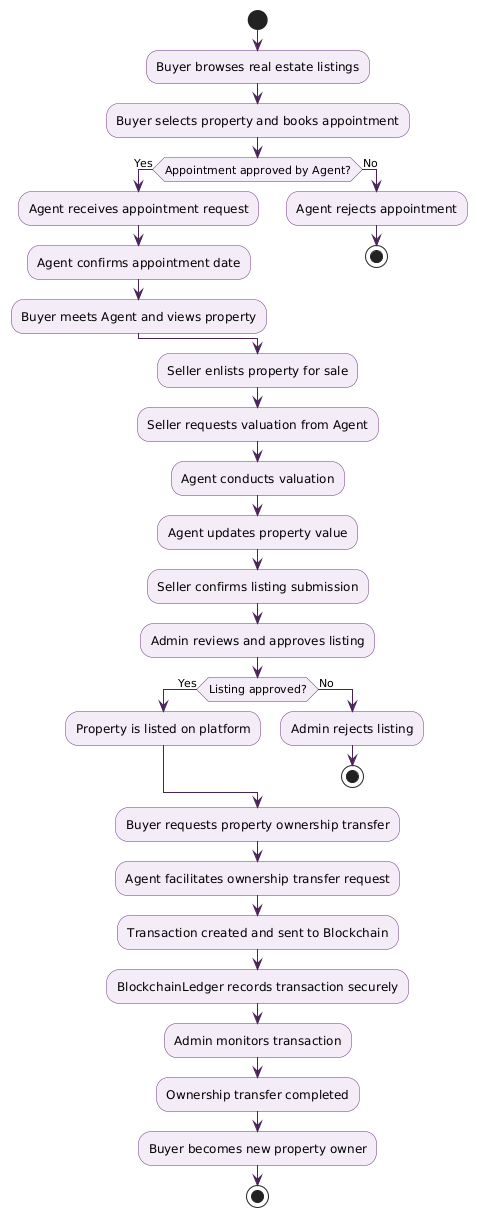 Buyer browses real estate listings
Buyer selects property and books appointment
Yes
Appointment approved by Agent?
No
Agent receives appointment request
Agent rejects appointment
Agent confirms appointment date
Buyer meets Agent and views property
Seller enlists property for sale
Seller requests valuation from Agent
Agent conducts valuation
Agent updates property value
Seller confirms listing submission
Admin reviews and approves listing
Yes
Listing approved?
No
Property is listed on platform
Admin rejects listing
Buyer requests property ownership transfer
Agent facilitates ownership transfer request
Transaction created and sent to Blockchain
BlockchainLedger records transaction securely
Admin monitors transaction
Ownership transfer completed
Buyer becomes new property owner